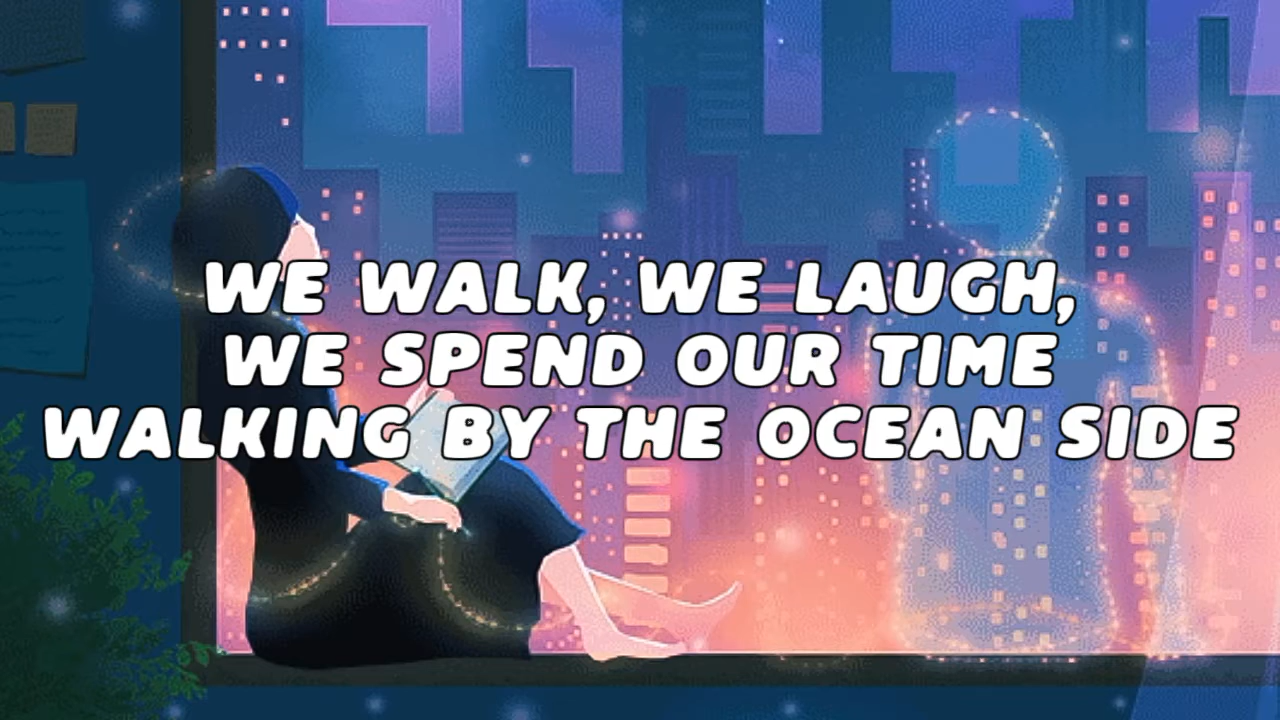 WE WALK, WE LAUGH,
WE SPEND OUR TIME
WALKING BY THE OCEAN SIDE